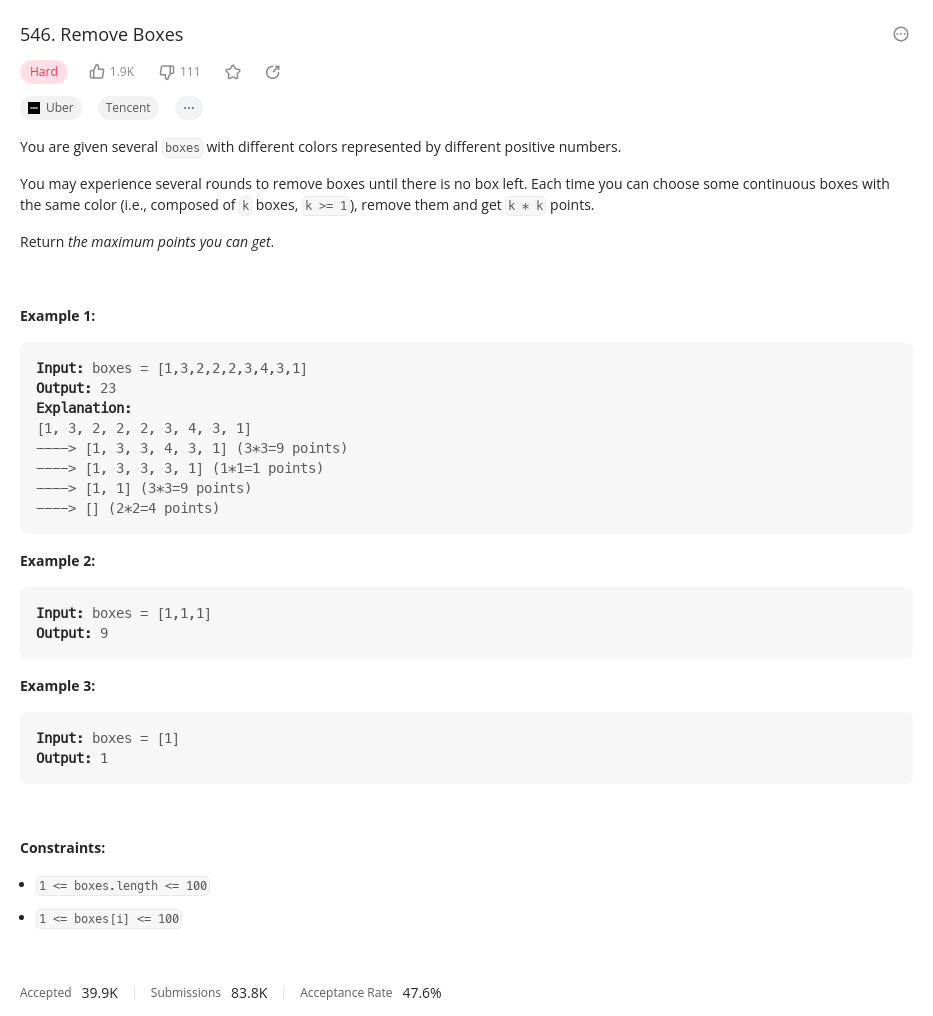 546. Remove Boxes
Hard 1.9K 111
Uber Tencent
You are given several boxes with different colors represented by different positive numbers.
You may experience several rounds to remove boxes until there is no box left. Each time you can choose some continuous boxes with
the same color (i.e., composed of k boxes, k >= 1), remove them and get k * k points.
Return the maximum points you can get.
Example 1:
Input: boxes = [1,3,2,2,2,3,4,3,1]
Output: 23
Explanation:
[1, 3, 2, 2, 2, 3, 4, 3, 1]
----> [1, 3, 3, 4, 3, 1] (3*3=9 points)
----> [1, 3, 3, 3, 1] (1*1=1 points)
----> [1, 1] (3*3=9 points)
----> [] (2*2=4 points)
Example 2:
Input: boxes = [1,1,1]
Output: 9
Example 3:
Input: boxes = [1]
Output: 1
Constraints:
1 <= boxes.length <= 100
1 <= boxes[i] <= 100
Accepted 39.9K Submissions 83.8K Acceptance Rate 47.6%